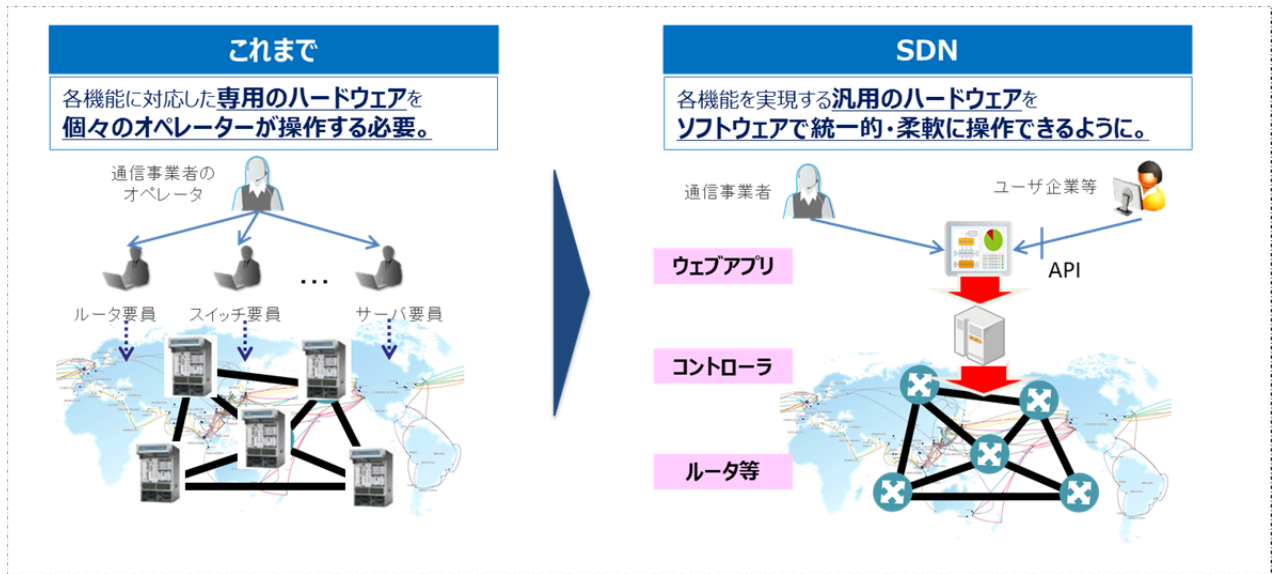 これまで
各機能に対応した専用のハードウェアを
個々のオペレーターが操作する必要。
通信事業者の
オペレータ
・・・
ルータ要員
スイッチ要員
サーバ要員
SDN
各機能を実現する汎用のハードウェアを
ソフトウェアで統一的・柔軟に操作できるように。
通信事業者
ユーザ企業等
ウェブアプリ
API
コントローラ
ルータ等